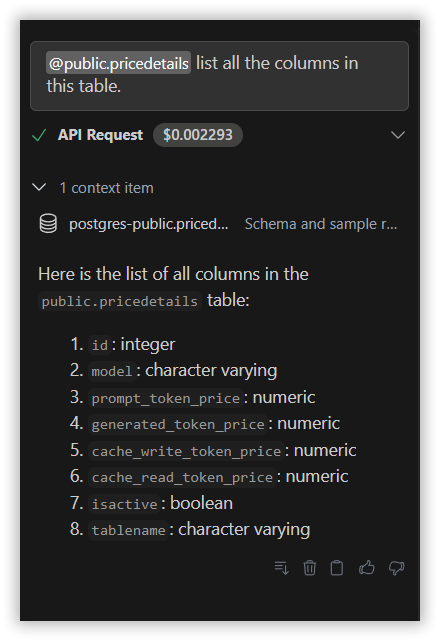 @public.pricedetails list all the columns in
this table.
API Request $0.002293
1 context item
postgres-public.priced... Schema and sample r...
Here is the list of all columns in the
public.pricedetails table:
1. id: integer
2. model: character varying
3. prompt_token_price: numeric
4. generated_token_price: numeric
5. cache_write_token_price: numeric
6. cache_read_token_price: numeric
7. isactive: boolean
8. tablename: character varying